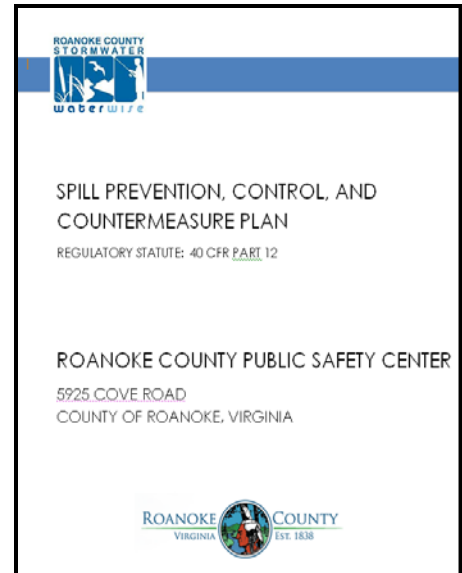 ROANOKE COUNTY
STORMWATER
waterwise
SPILL PREVENTION, CONTROL, AND
COUNTERMEASURE PLAN
REGULATORY STATUTE: 40 CFR PART 12
ROANOKE COUNTY PUBLIC SAFETY CENTER
5925 COVE ROAD
COUNTY OF ROANOKE, VIRGINIA
ROANOKE COUNTY
VIRGINIA EST. 1838